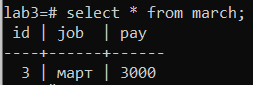 lab3=# select * from march;
 id | job  | pay
----+------+------
  3 | март | 3000